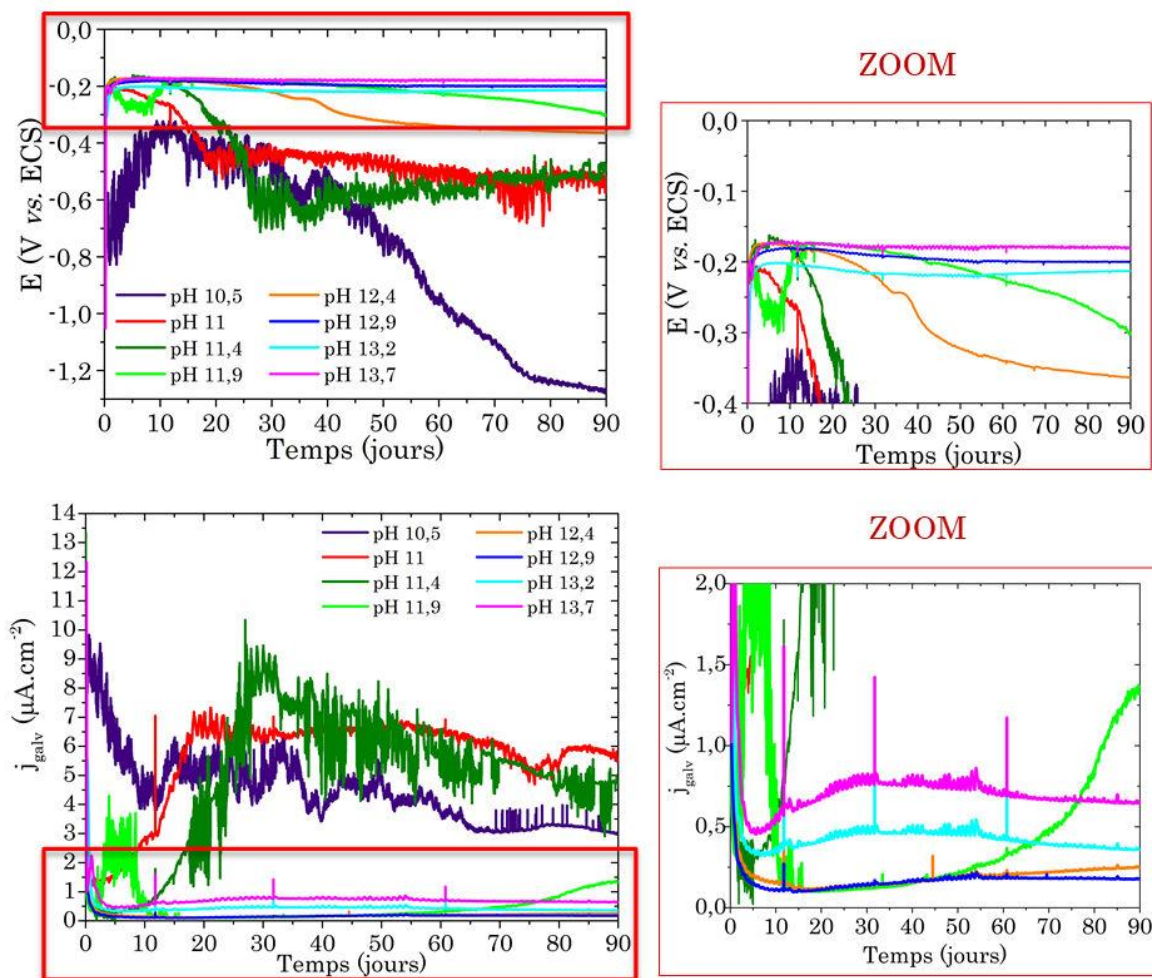 0,0
-0,2
-0,4
-0,6
-0,8
-1,0
-1,2
E (V vs. ECS)
pH 10,5
pH 11
pH 11,4
pH 11,9
pH 12,4
pH 12,9
pH 13,2
pH 13,7
0 10 20 30 40 50 60 70 80 90
Temps (jours)
ZOOM
0,0
-0,1
-0,2
-0,3
-0,4
E (V vs. ECS)
0 10 20 30 40 50 60 70 80 90
Temps (jours)
14
13
12
11
10
9
8
7
6
5
4
3
2
1
0
j_galv (µA.cm⁻²)
pH 10,5
pH 11
pH 11,4
pH 11,9
pH 12,4
pH 12,9
pH 13,2
pH 13,7
0 10 20 30 40 50 60 70 80 90
Temps (jours)
ZOOM
2,0
1,5
1,0
0,5
0,0
j_galv (µA.cm⁻²)
0 10 20 30 40 50 60 70 80 90
Temps (jours)